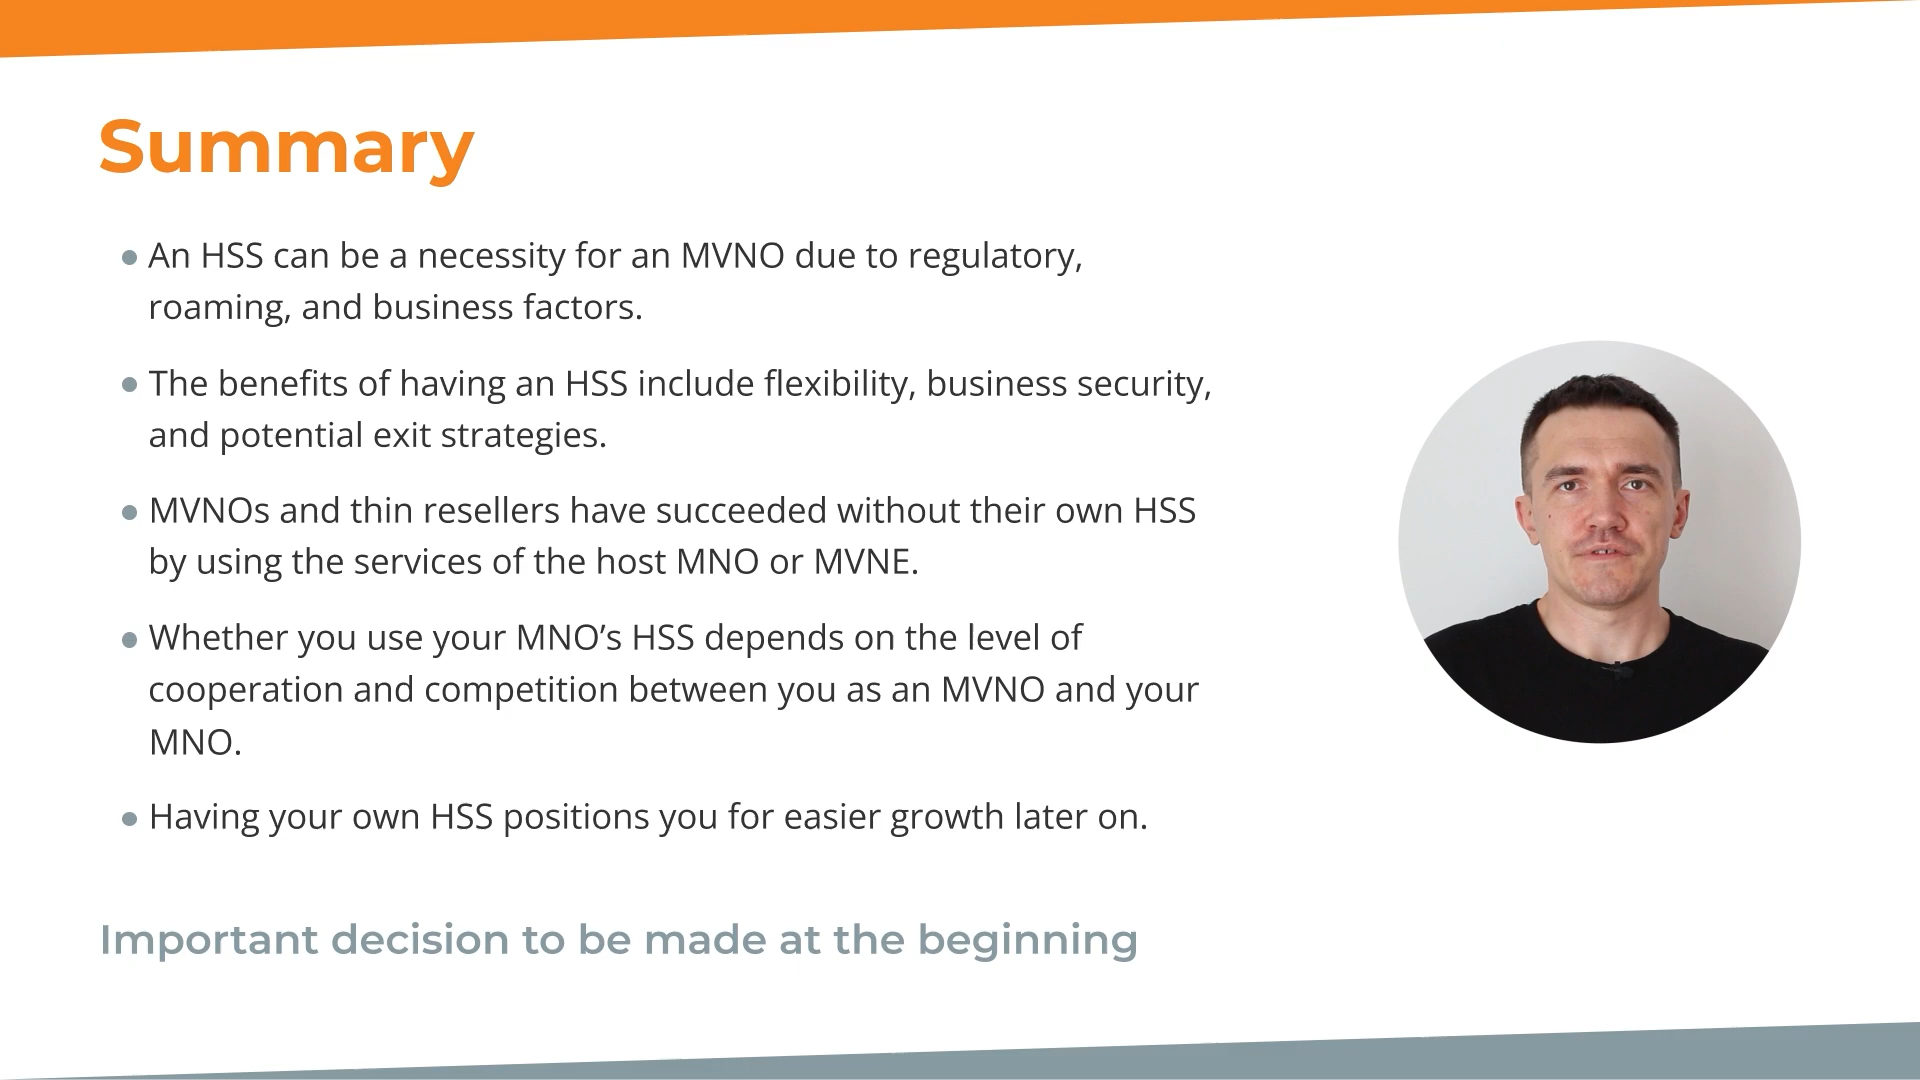 Summary
• An HSS can be a necessity for an MVNO due to regulatory,
roaming, and business factors.
• The benefits of having an HSS include flexibility, business security,
and potential exit strategies.
• MVNOs and thin resellers have succeeded without their own HSS
by using the services of the host MNO or MVNE.
• Whether you use your MNO’s HSS depends on the level of
cooperation and competition between you as an MVNO and your
MNO.
• Having your own HSS positions you for easier growth later on.
Important decision to be made at the beginning